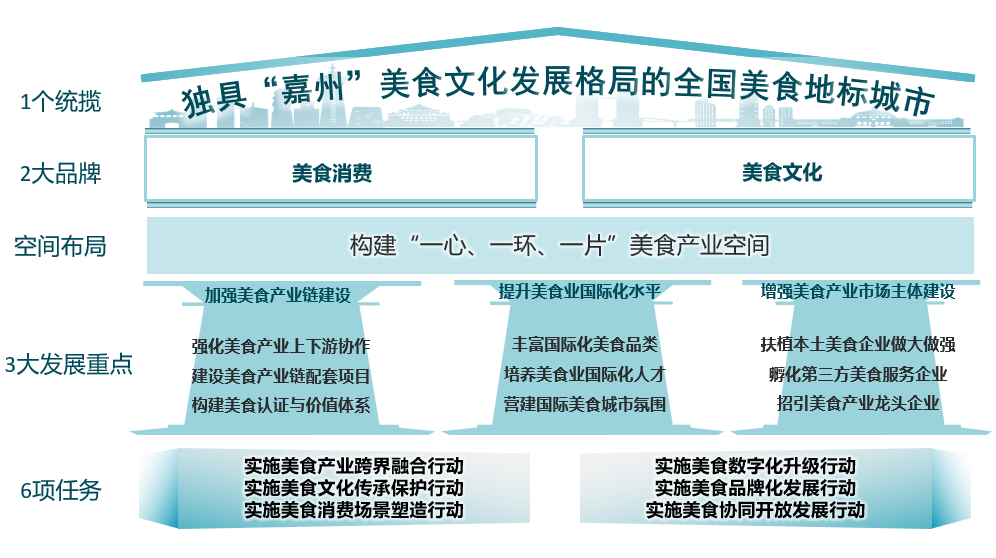 1个统揽
独具“嘉州”美食文化发展格局的全国美食地标城市
2大品牌
美食消费
美食文化
空间布局
构建“一心、一环、一片”美食产业空间
3大发展重点
加强美食产业链建设
强化美食产业上下游协作
建设美食产业链配套项目
构建美食认证与价值体系
提升美食业国际化水平
丰富国际化美食品类
培养美食业国际化人才
营建国际美食城市氛围
增强美食产业市场主体建设
扶植本土美食企业做大做强
孵化第三方美食服务企业
招引美食产业龙头企业
6项任务
实施美食产业跨界融合行动
实施美食文化传承保护行动
实施美食消费场景塑造行动
实施美食数字化升级行动
实施美食品牌化发展行动
实施美食协同开放发展行动